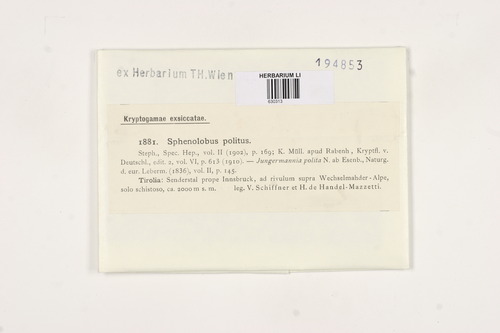 ex Herbarium TH.Wien
HERBARIUM LI
194853
Kryptogamae exsiccatae.
1881. Sphenolobus politus.
Steph., Spec. Hep., vol. II (1902), p. 169; K. Müll. apud Rabenh., Kryptfl. v.
Deutschl., edit. 2, vol. VI, p. 613 (1910). — Jungermannia polita N. ab Esenb., Naturg.
d. eur. Leberm. (1836), vol. II, p. 145.
Tirolia: Senderstal prope Innsbruck, ad rivulum supra Wechselmahder-Alpe,
solo schistoso, ca. 2000 m s. m. leg. V. Schiffner et H. de Handel-Mazzetti.